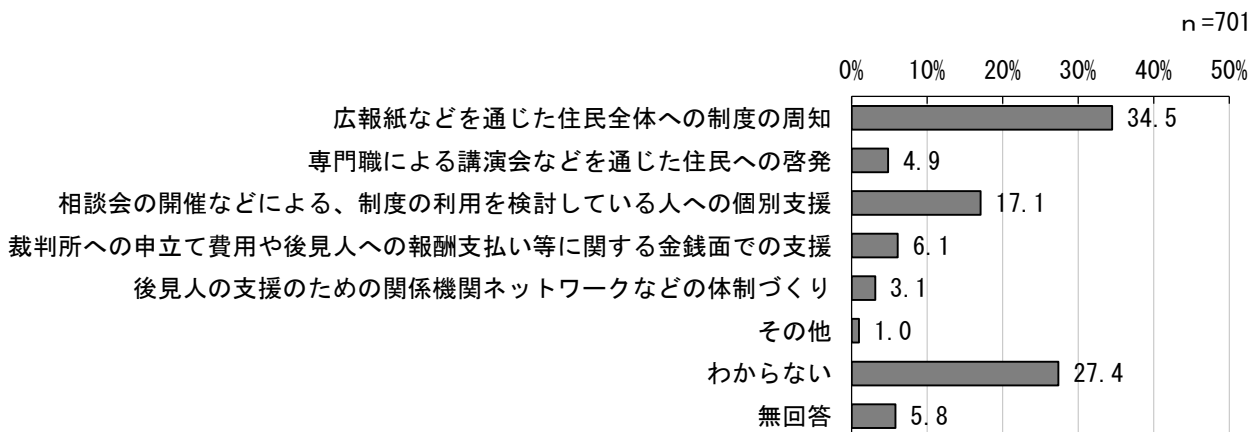 n=701
0% 10% 20% 30% 40% 50%
広報紙などを通じた住民全体への制度の周知 34.5
専門職による講演会などを通じた住民への啓発 4.9
相談会の開催などによる、制度の利用を検討している人への個別支援 17.1
裁判所への申立て費用や後見人への報酬支払い等に関する金銭面での支援 6.1
後見人の支援のための関係機関ネットワークなどの体制づくり 3.1
その他 1.0
わからない 27.4
無回答 5.8